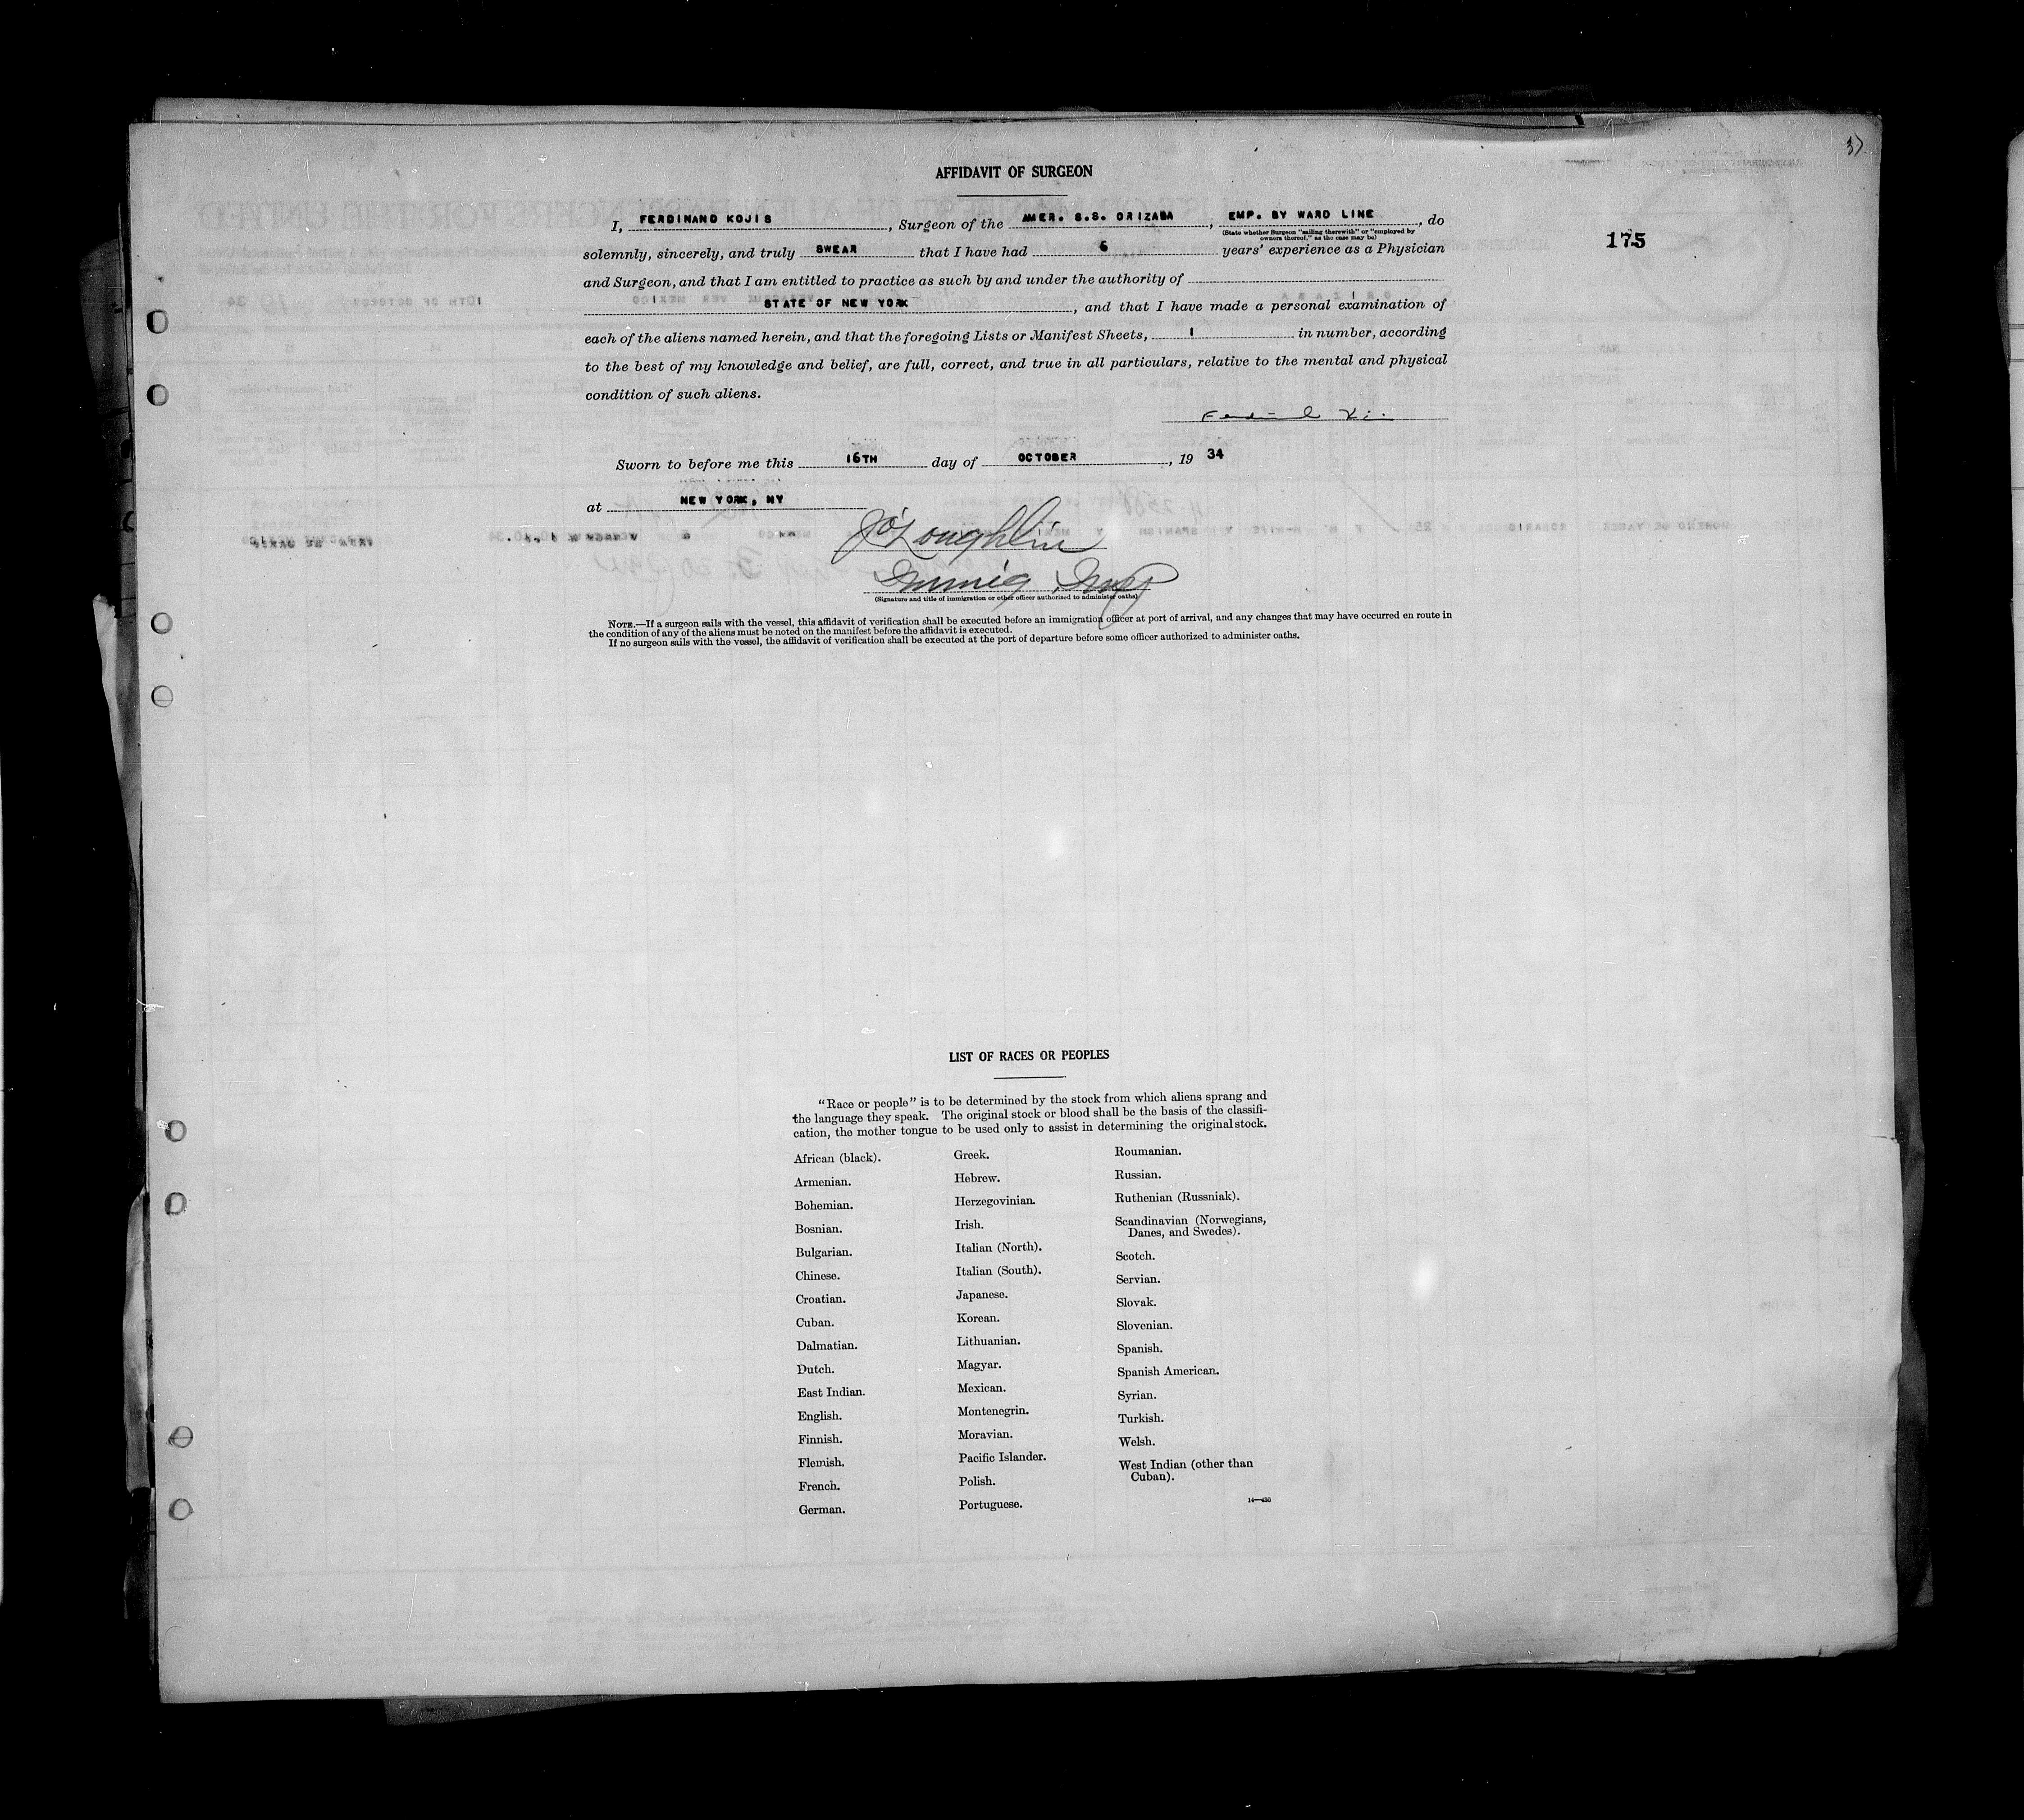 37
AFFIDAVIT OF SURGEON
175
I, FERDINAND KOJIS, Surgeon of the AMER. S.S. ORIZABA, EMP. BY WARD LINE, do
(State whether Surgeon "sailing therewith" or "employed by
owners thereof," as the case may be)
solemnly, sincerely, and truly SWEAR that I have had 6 years' experience as a Physician
and Surgeon, and that I am entitled to practice as such by and under the authority of
STATE OF NEW YORK, and that I have made a personal examination of
each of the aliens named herein, and that the foregoing Lists or Manifest Sheets, 1 in number, according
to the best of my knowledge and belief, are full, correct, and true in all particulars, relative to the mental and physical
condition of such aliens.
Sworn to before me this 16TH day of OCTOBER, 19 34
at NEW YORK, NY
J O'Loughlin
Immig. Insp
(Signature and title of immigration or other officer authorized to administer oaths)
NOTE.—If a surgeon sails with the vessel, this affidavit of verification shall be executed before an immigration officer at port of arrival, and any changes that may have occurred en route in
the condition of any of the aliens must be noted on the manifest before the affidavit is executed.
If no surgeon sails with the vessel, the affidavit of verification shall be executed at the port of departure before some officer authorized to administer oaths.
LIST OF RACES OR PEOPLES
"Race or people" is to be determined by the stock from which aliens sprang and
the language they speak. The original stock or blood shall be the basis of the classifi-
cation, the mother tongue to be used only to assist in determining the original stock.
African (black).
Armenian.
Bohemian.
Bosnian.
Bulgarian.
Chinese.
Croatian.
Cuban.
Dalmatian.
Dutch.
East Indian.
English.
Finnish.
Flemish.
French.
German.
Greek.
Hebrew.
Herzegovinian.
Irish.
Italian (North).
Italian (South).
Japanese.
Korean.
Lithuanian.
Magyar.
Mexican.
Montenegrin.
Moravian.
Pacific Islander.
Polish.
Portuguese.
Roumanian.
Russian.
Ruthenian (Russniak).
Scandinavian (Norwegians,
Danes, and Swedes).
Scotch.
Servian.
Slovak.
Slovenian.
Spanish.
Spanish American.
Syrian.
Turkish.
Welsh.
West Indian (other than
Cuban).